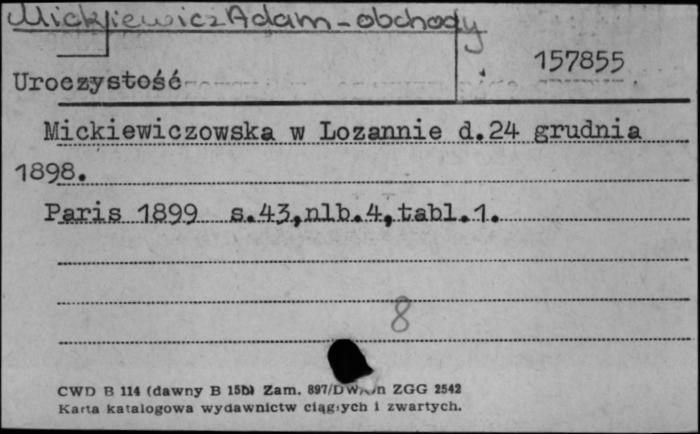 Mickiewicz Adam - obchody
157855
Uroczystość
Mickiewiczowska w Lozannie d.24 grudnia
1898.
Paris 1899 s.43,nlb.4,tabl.1.
8
CWD B 114 (dawny B 15b) Zam. 897/DW/ ZGG 2542
Karta katalogowa wydawnictw ciągłych i zwartych.